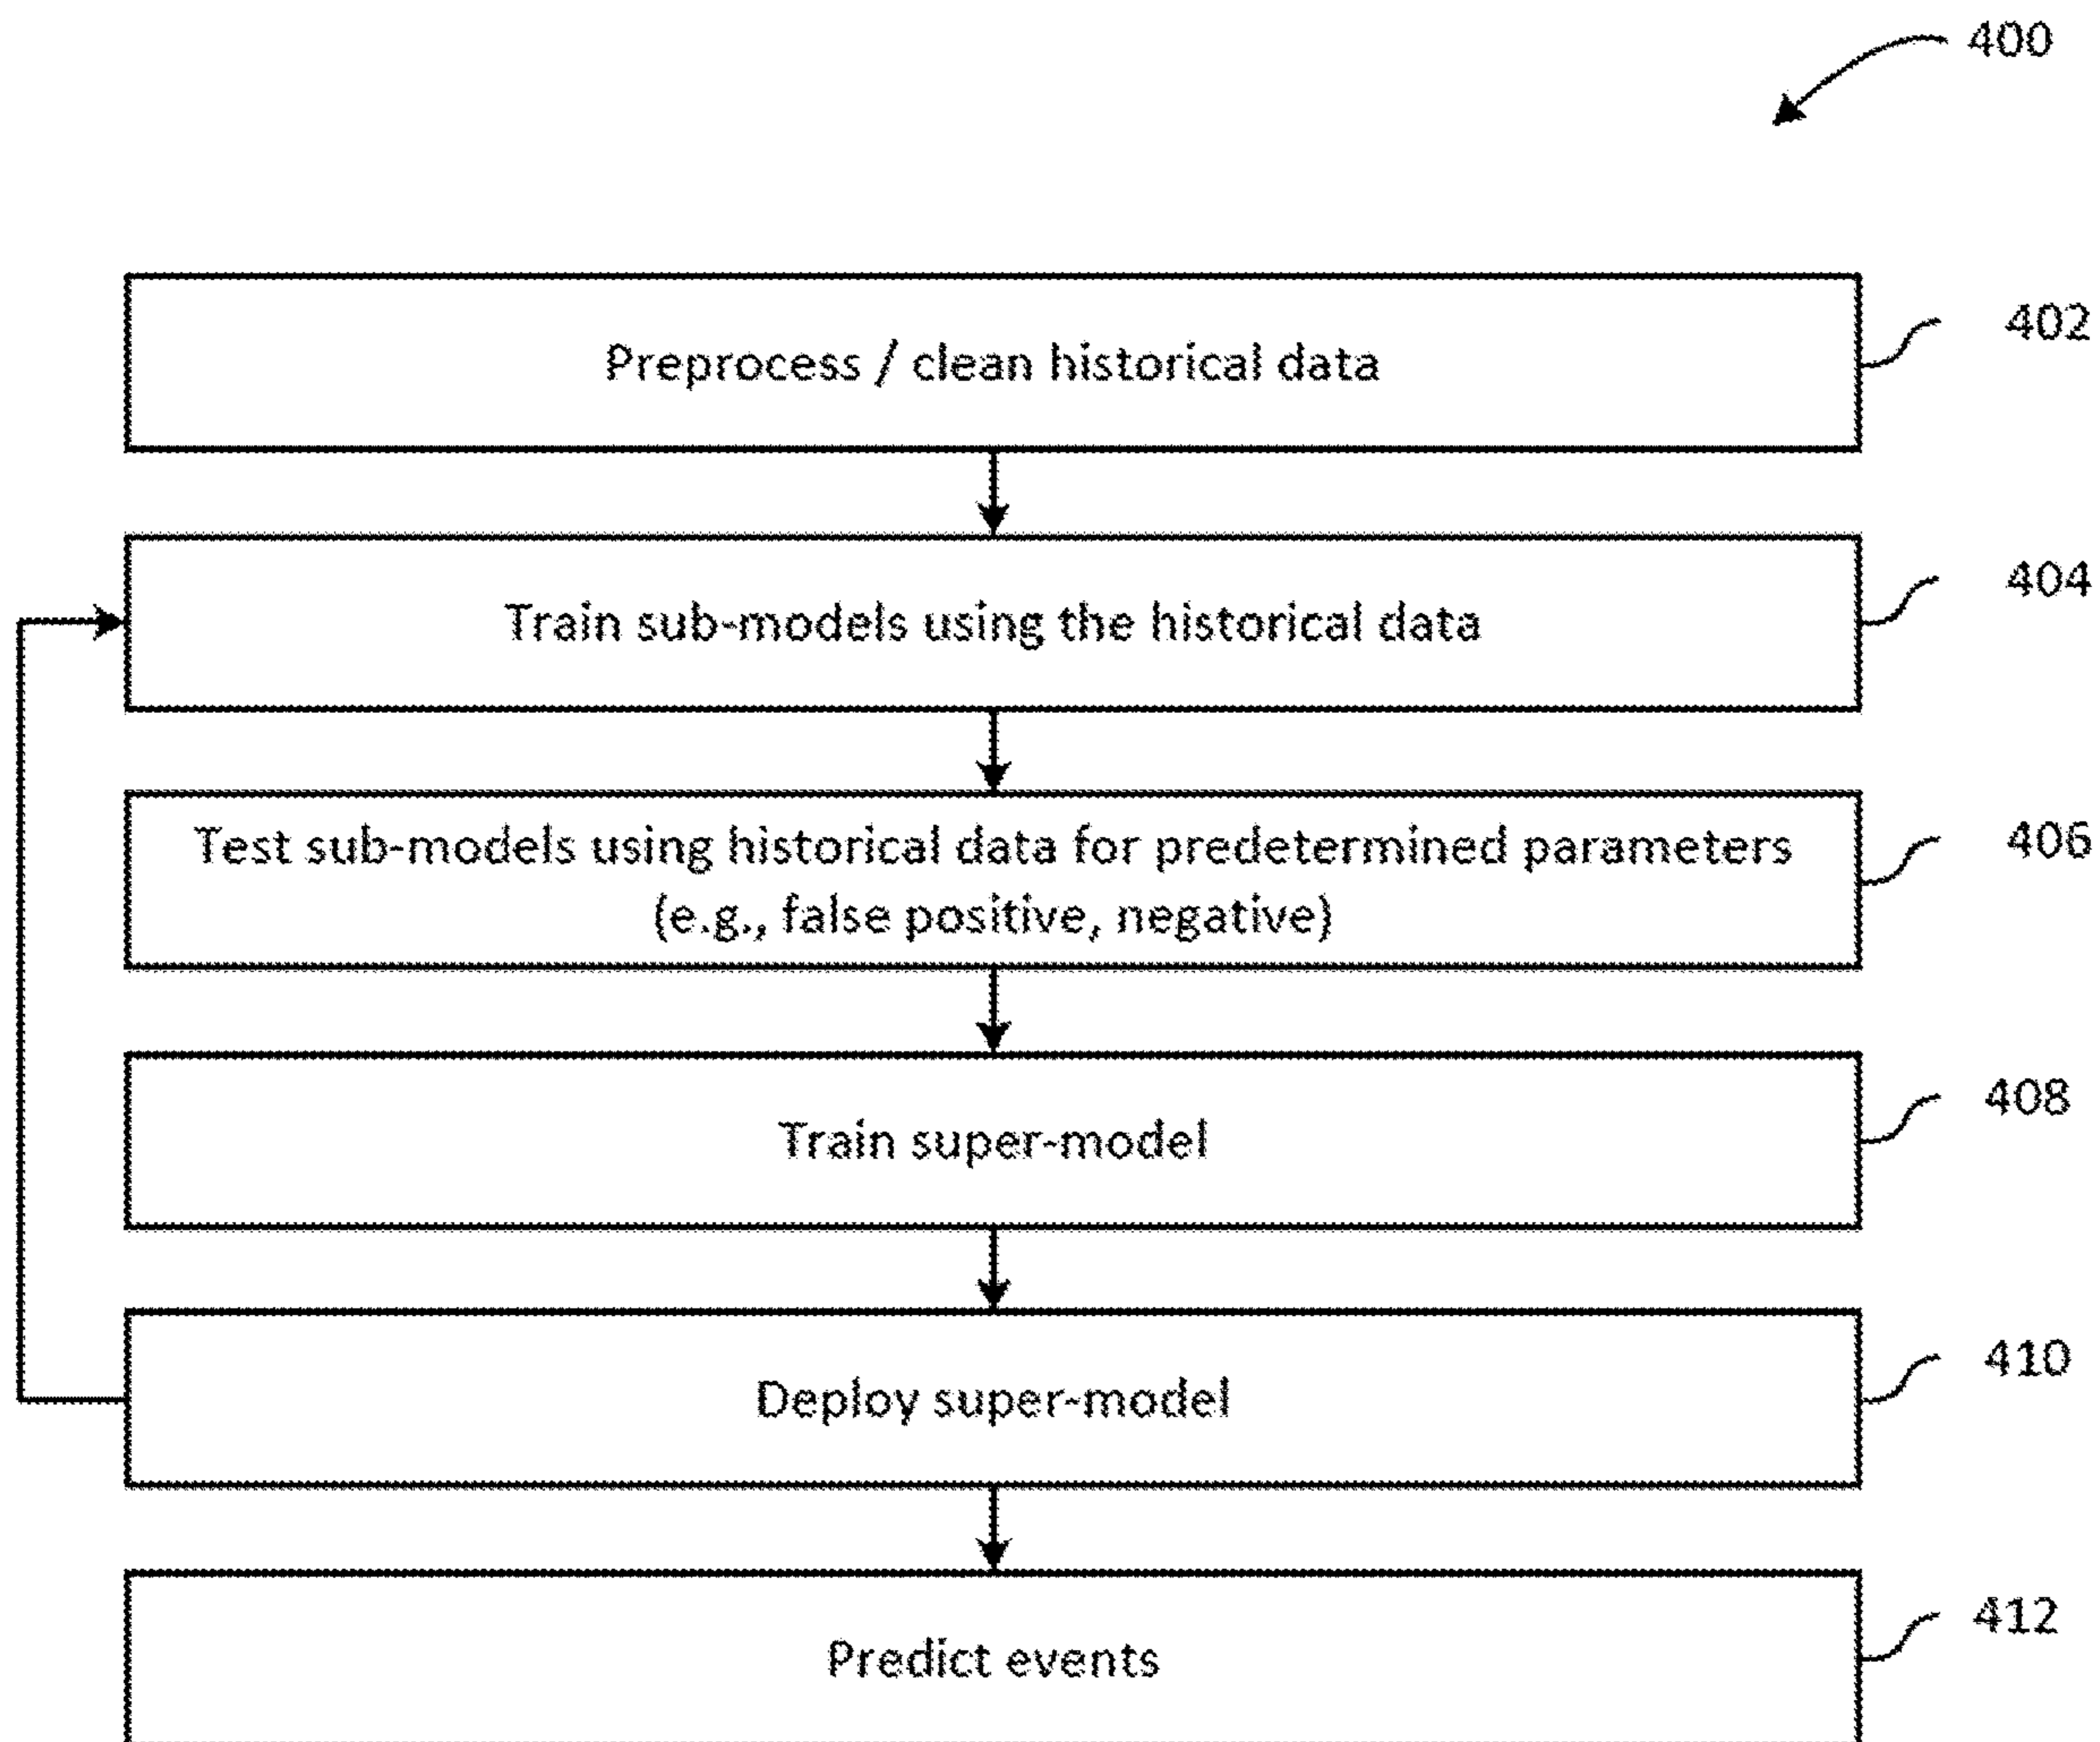 400
Preprocess / clean historical data
402
Train sub-models using the historical data
404
Test sub-models using historical data for predetermined parameters
(e.g., false positive, negative)
406
Train super-model
408
Deploy super-model
410
Predict events
412